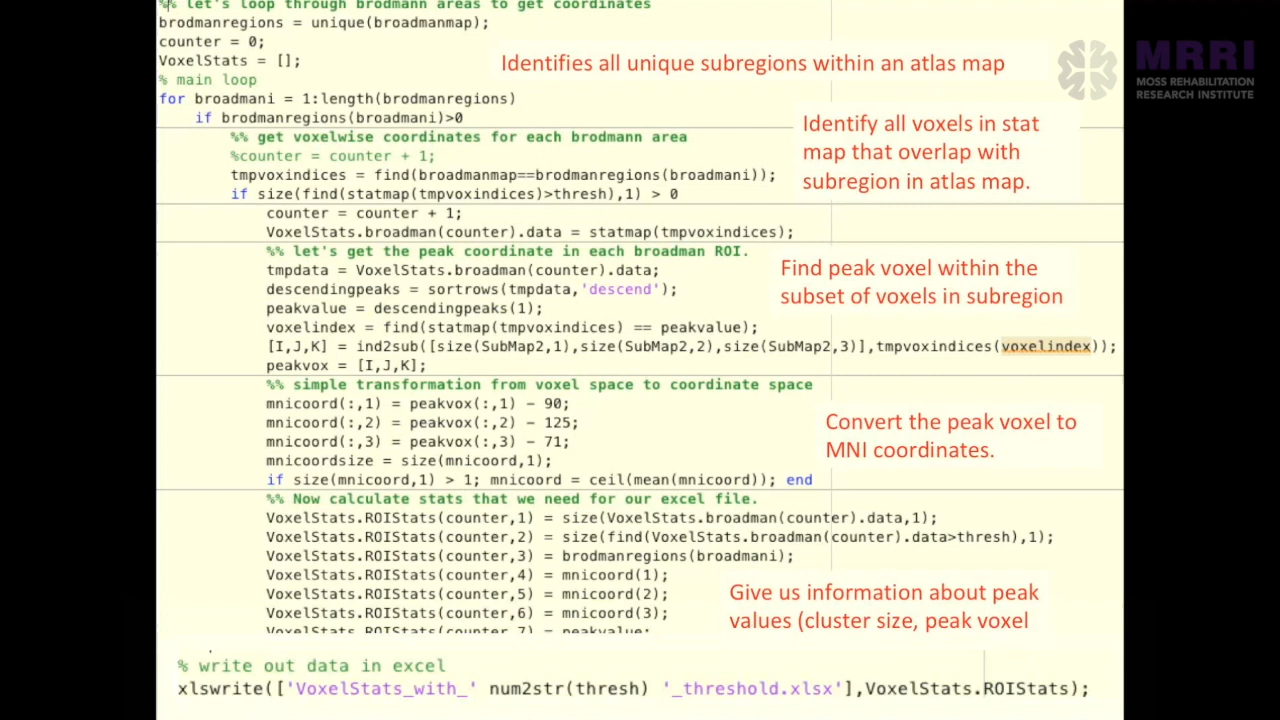 %% let's loop through brodmann areas to get coordinates
brodmanregions = unique(broadmanmap);
counter = 0;
VoxelStats = [];
% main loop
for broadmani = 1:length(brodmanregions)
if brodmanregions(broadmani)>0
%% get voxelwise coordinates for each brodmann area
%counter = counter + 1;
tmpvoxindices = find(broadmanmap==brodmanregions(broadmani));
if size(find(statmap(tmpvoxindices)>thresh),1) > 0
counter = counter + 1;
VoxelStats.broadman(counter).data = statmap(tmpvoxindices);
%% let's get the peak coordinate in each broadman ROI.
tmpdata = VoxelStats.broadman(counter).data;
descendingpeaks = sortrows(tmpdata,'descend');
peakvalue = descendingpeaks(1);
voxelindex = find(statmap(tmpvoxindices) == peakvalue);
[I,J,K] = ind2sub([size(SubMap2,1),size(SubMap2,2),size(SubMap2,3)],tmpvoxindices(voxelindex));
peakvox = [I,J,K];
%% simple transformation from voxel space to coordinate space
mnicoord(:,1) = peakvox(:,1) - 90;
mnicoord(:,2) = peakvox(:,2) - 125;
mnicoord(:,3) = peakvox(:,3) - 71;
mnicoordsize = size(mnicoord,1);
if size(mnicoord,1) > 1; mnicoord = ceil(mean(mnicoord)); end
%% Now calculate stats that we need for our excel file.
VoxelStats.ROIStats(counter,1) = size(VoxelStats.broadman(counter).data,1);
VoxelStats.ROIStats(counter,2) = size(find(VoxelStats.broadman(counter).data>thresh),1);
VoxelStats.ROIStats(counter,3) = brodmanregions(broadmani);
VoxelStats.ROIStats(counter,4) = mnicoord(1);
VoxelStats.ROIStats(counter,5) = mnicoord(2);
VoxelStats.ROIStats(counter,6) = mnicoord(3);
VoxelStats.ROIStats(counter,7) = peakvalue;
% write out data in excel
xlswrite(['VoxelStats_with_' num2str(thresh) '_threshold.xlsx'],VoxelStats.ROIStats);
Identifies all unique subregions within an atlas map
Identify all voxels in stat
map that overlap with
subregion in atlas map.
Find peak voxel within the
subset of voxels in subregion
Convert the peak voxel to
MNI coordinates.
Give us information about peak
values (cluster size, peak voxel
MRRI
MOSS REHABILITATION
RESEARCH INSTITUTE